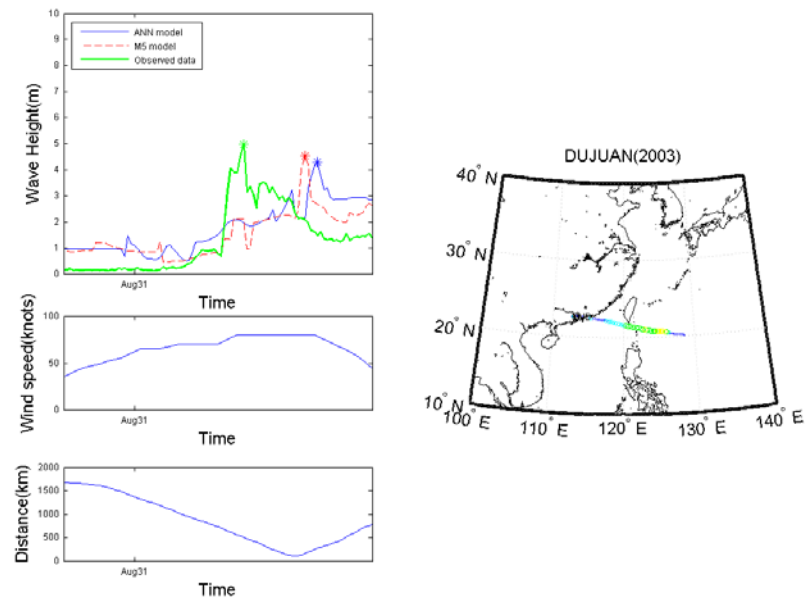 10
9
8
7
6
5
4
3
2
1
0
Wave Height(m)
ANN model
M5 model
Observed data
Aug31
Time
100
50
0
Wind speed(knots)
Aug31
Time
2000
1500
1000
500
0
Distance(km)
Aug31
Time
DUJUAN(2003)
40° N
30° N
20° N
10° N
100° E
110° E
120° E
130° E
140° E